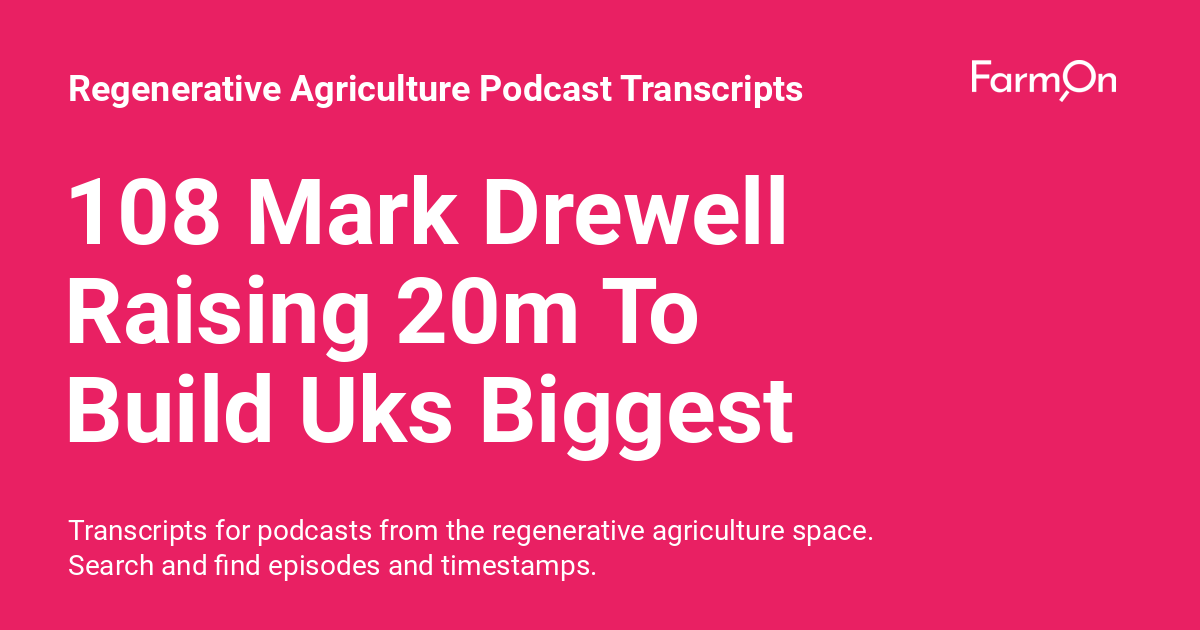 Regenerative Agriculture Podcast Transcripts
FarmOn
108 Mark Drewell
Raising 20m To
Build Uks Biggest
Transcripts for podcasts from the regenerative agriculture space.
Search and find episodes and timestamps.